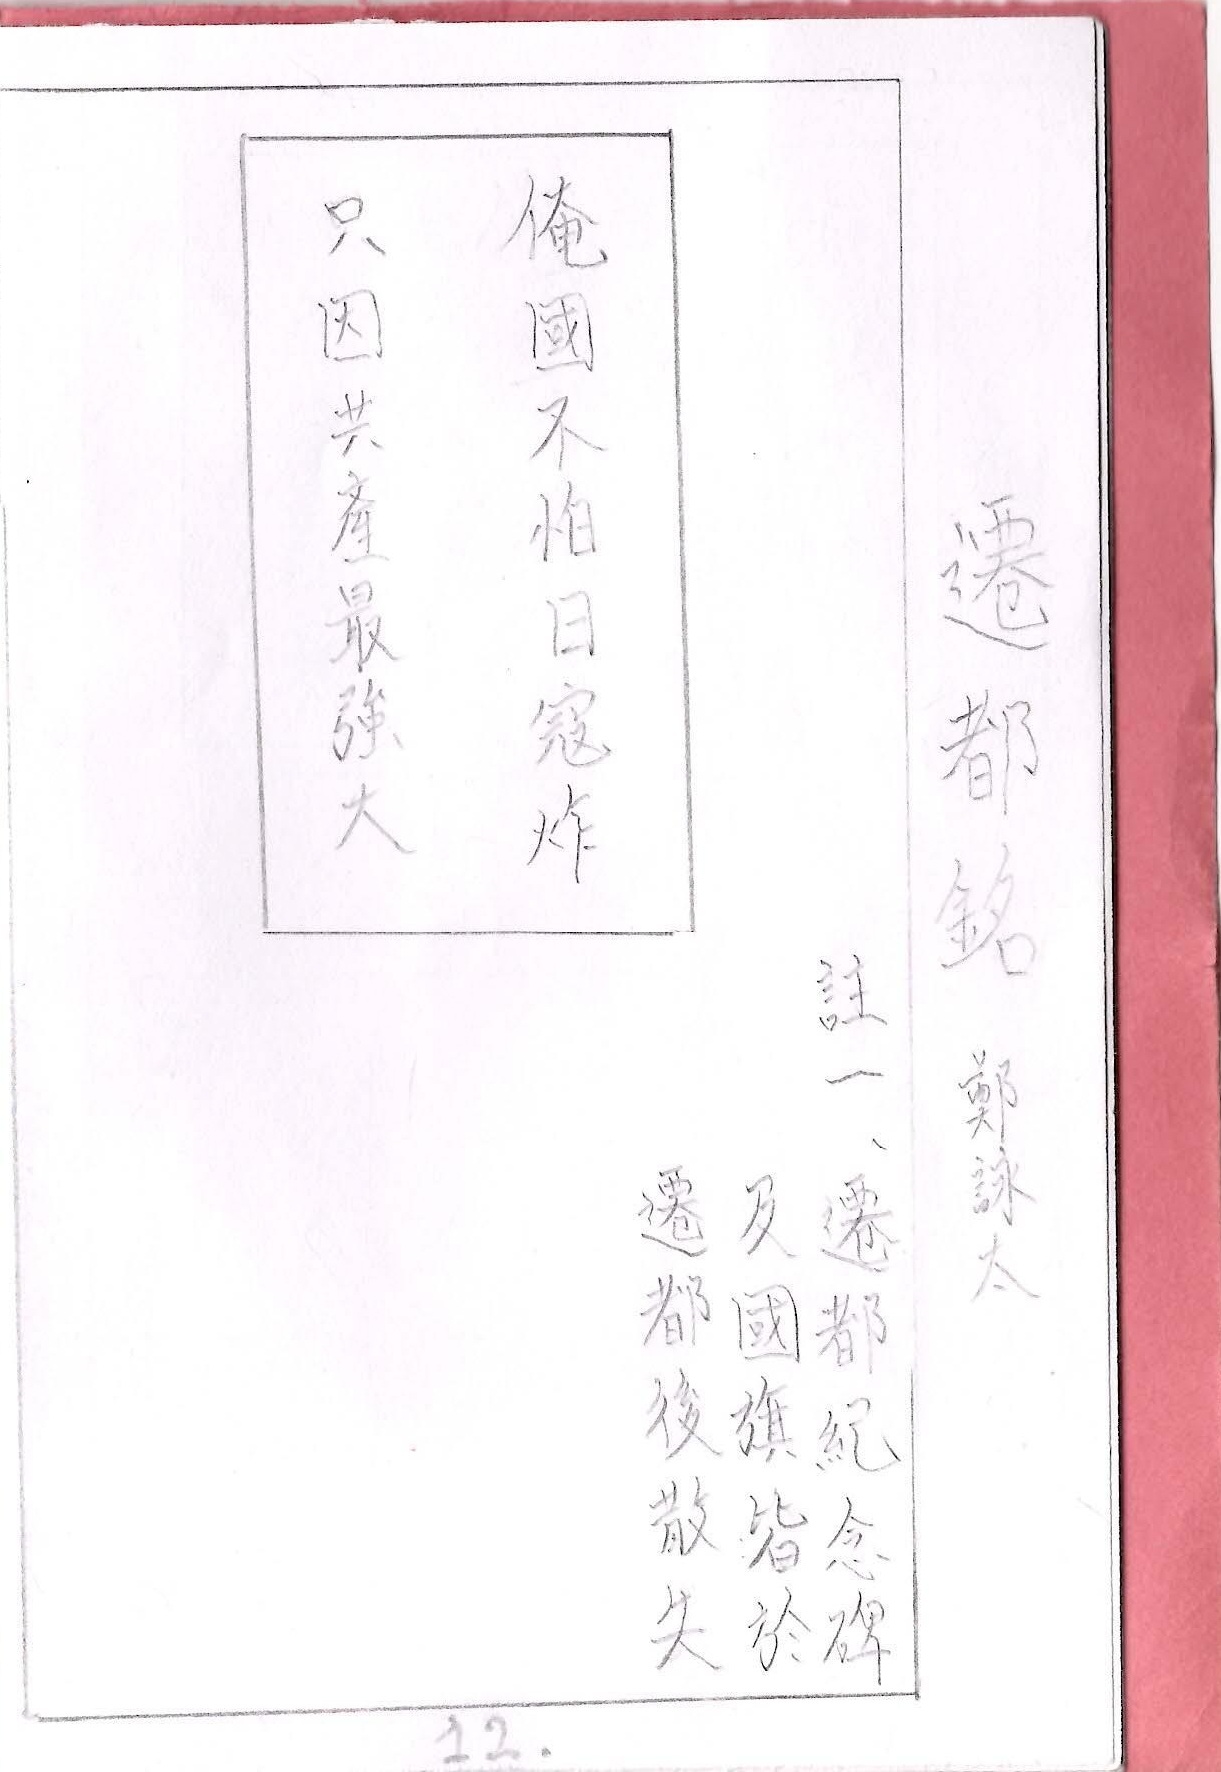 遷都銘 鄭詠太
註一、遷都紀念碑
及國旗皆於
遷都後散失
俺國不怕日寇炸
只因共產最強大
12.